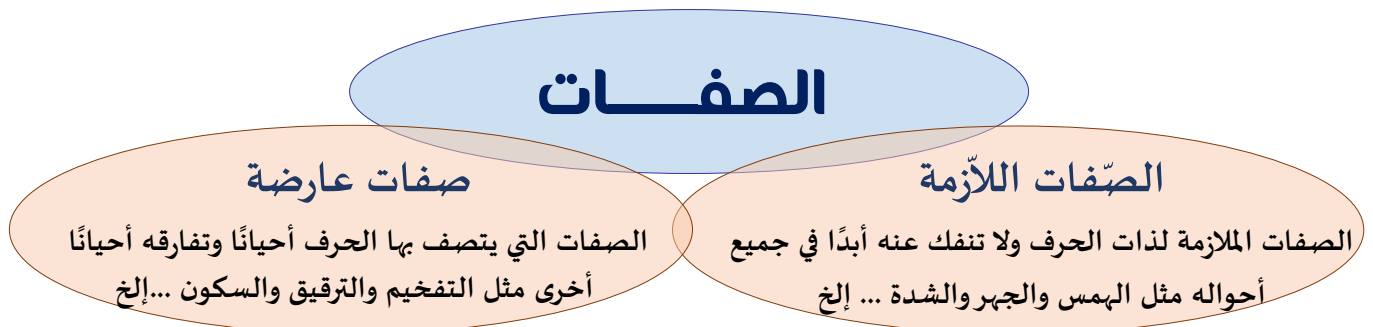 الصفـــــات
الصّفات اللاّزمة
الصفات الملازمة لذات الحرف ولا تنفك عنه أبدًا في جميع
أحواله مثل الهمس والجهر والشدة ... إلخ
صفات عارضة
الصفات التي يتصف بها الحرف أحيانًا وتفارقه أحيانًا
أخرى مثل التفخيم والترقيق والسكون ...إلخ